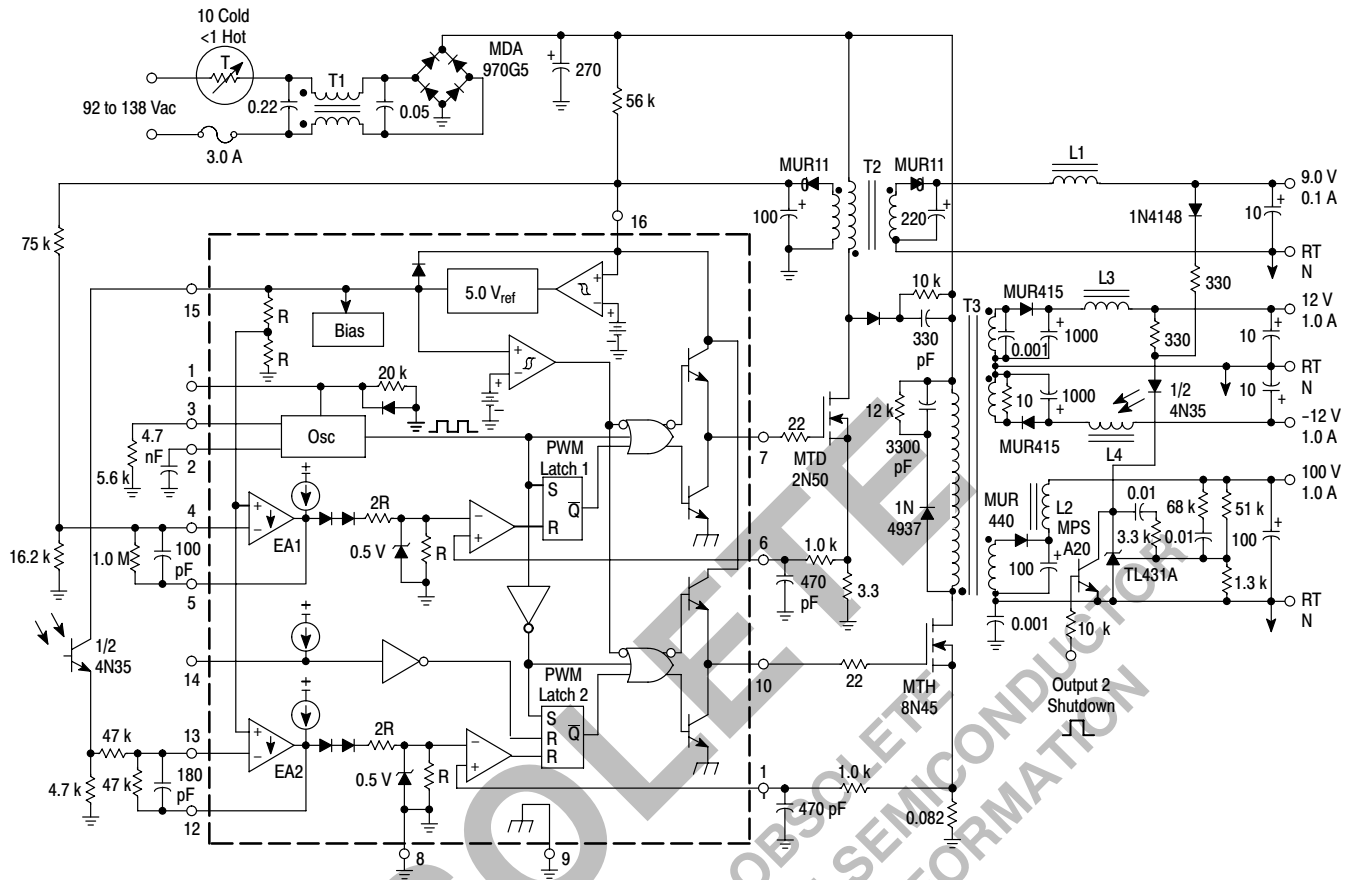 10 Cold
<1 Hot
T
T1
MDA
970G5
+
270
56 k
92 to 138 Vac
0.22
0.05
3.0 A
MUR11
T2
MUR11
L1
9.0 V
0.1 A
100
+
220
+
1N4148
10
+
RT
N
75 k
16
330
10 k
330
pF
T3
MUR415
L3
12 V
1.0 A
0.001
1000
+
330
10
+
RT
N
15
R
R
Bias
5.0 Vref
+
–
+
–
1
20 k
3
4.7
nF
2
5.6 k
Osc
PWM
Latch 1
S
R
Q
7
22
MTD
2N50
12 k
3300
pF
1N
4937
10
1000
+
MUR415
L4
1/2
4N35
10
+
–12 V
1.0 A
4
16.2 k
1.0 M
100
pF
5
+
–
EA1
2R
0.5 V
R
–
+
6
1.0 k
470
pF
3.3
MUR
440
L2
MPS
A20
0.01
68 k
51 k
3.3 k
0.01
100
+
100
+
TL431A
1.3 k
100 V
1.0 A
RT
N
0.001
10 k
Output 2
Shutdown
1/2
4N35
14
PWM
Latch 2
S
R
R
Q
10
22
MTH
8N45
47 k
13
4.7 k
47 k
180
pF
12
+
–
EA2
2R
0.5 V
R
–
+
1
1.0 k
470 pF
0.082
8
9
OBSOLETE
OBSOLETE
SEMICONDUCTOR
FORMATION